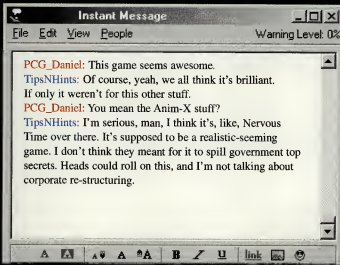 Instant Message
File Edit View People Warning Level: 0%
PCG_Daniel: This game seems awesome.
TipsNHints: Of course, yeah, we all think it's brilliant.
If only it weren't for this other stuff.
PCG_Daniel: You mean the Anim-X stuff?
TipsNHints: I'm serious, man, I think it's, like, Nervous
Time over there. It's supposed to be a realistic-seeming
game. I don't think they meant for it to spill government top
secrets. Heads could roll on this, and I'm not talking about
corporate re-structuring.
A A A A A B I U link